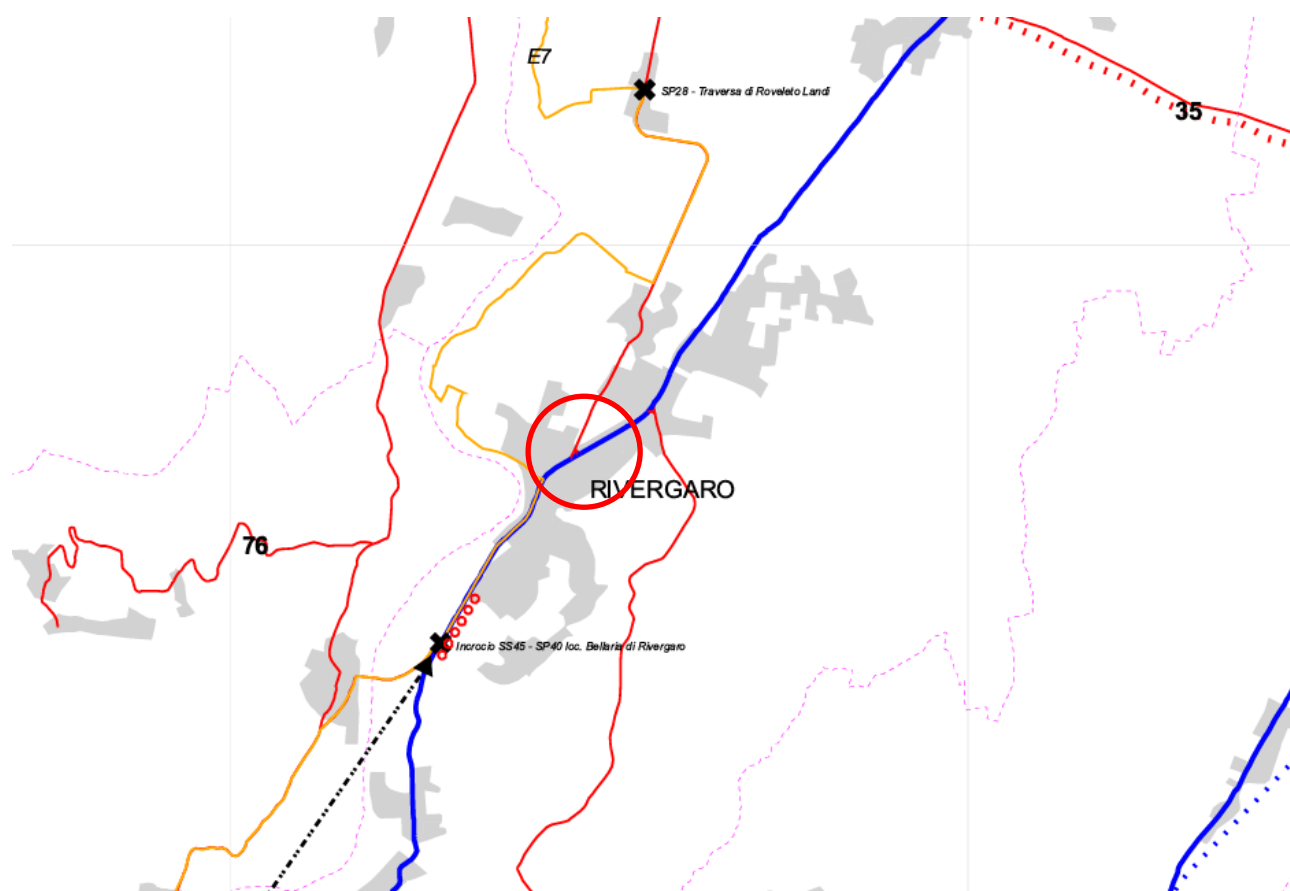 E7
SP28 - Traversa di Roveleto Landi
35
RIVERGARO
76
Incrocio SS45 - SP40 loc. Bellaria di Rivergaro